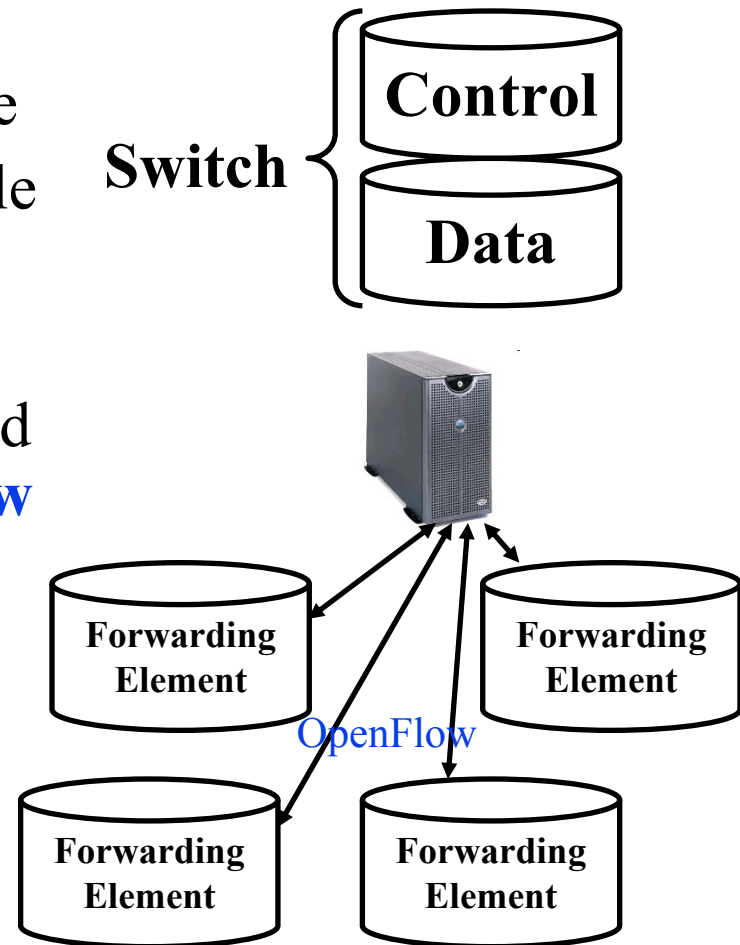 Control
Switch
Data
Forwarding
Element
Forwarding
Element
OpenFlow
Forwarding
Element
Forwarding
Element